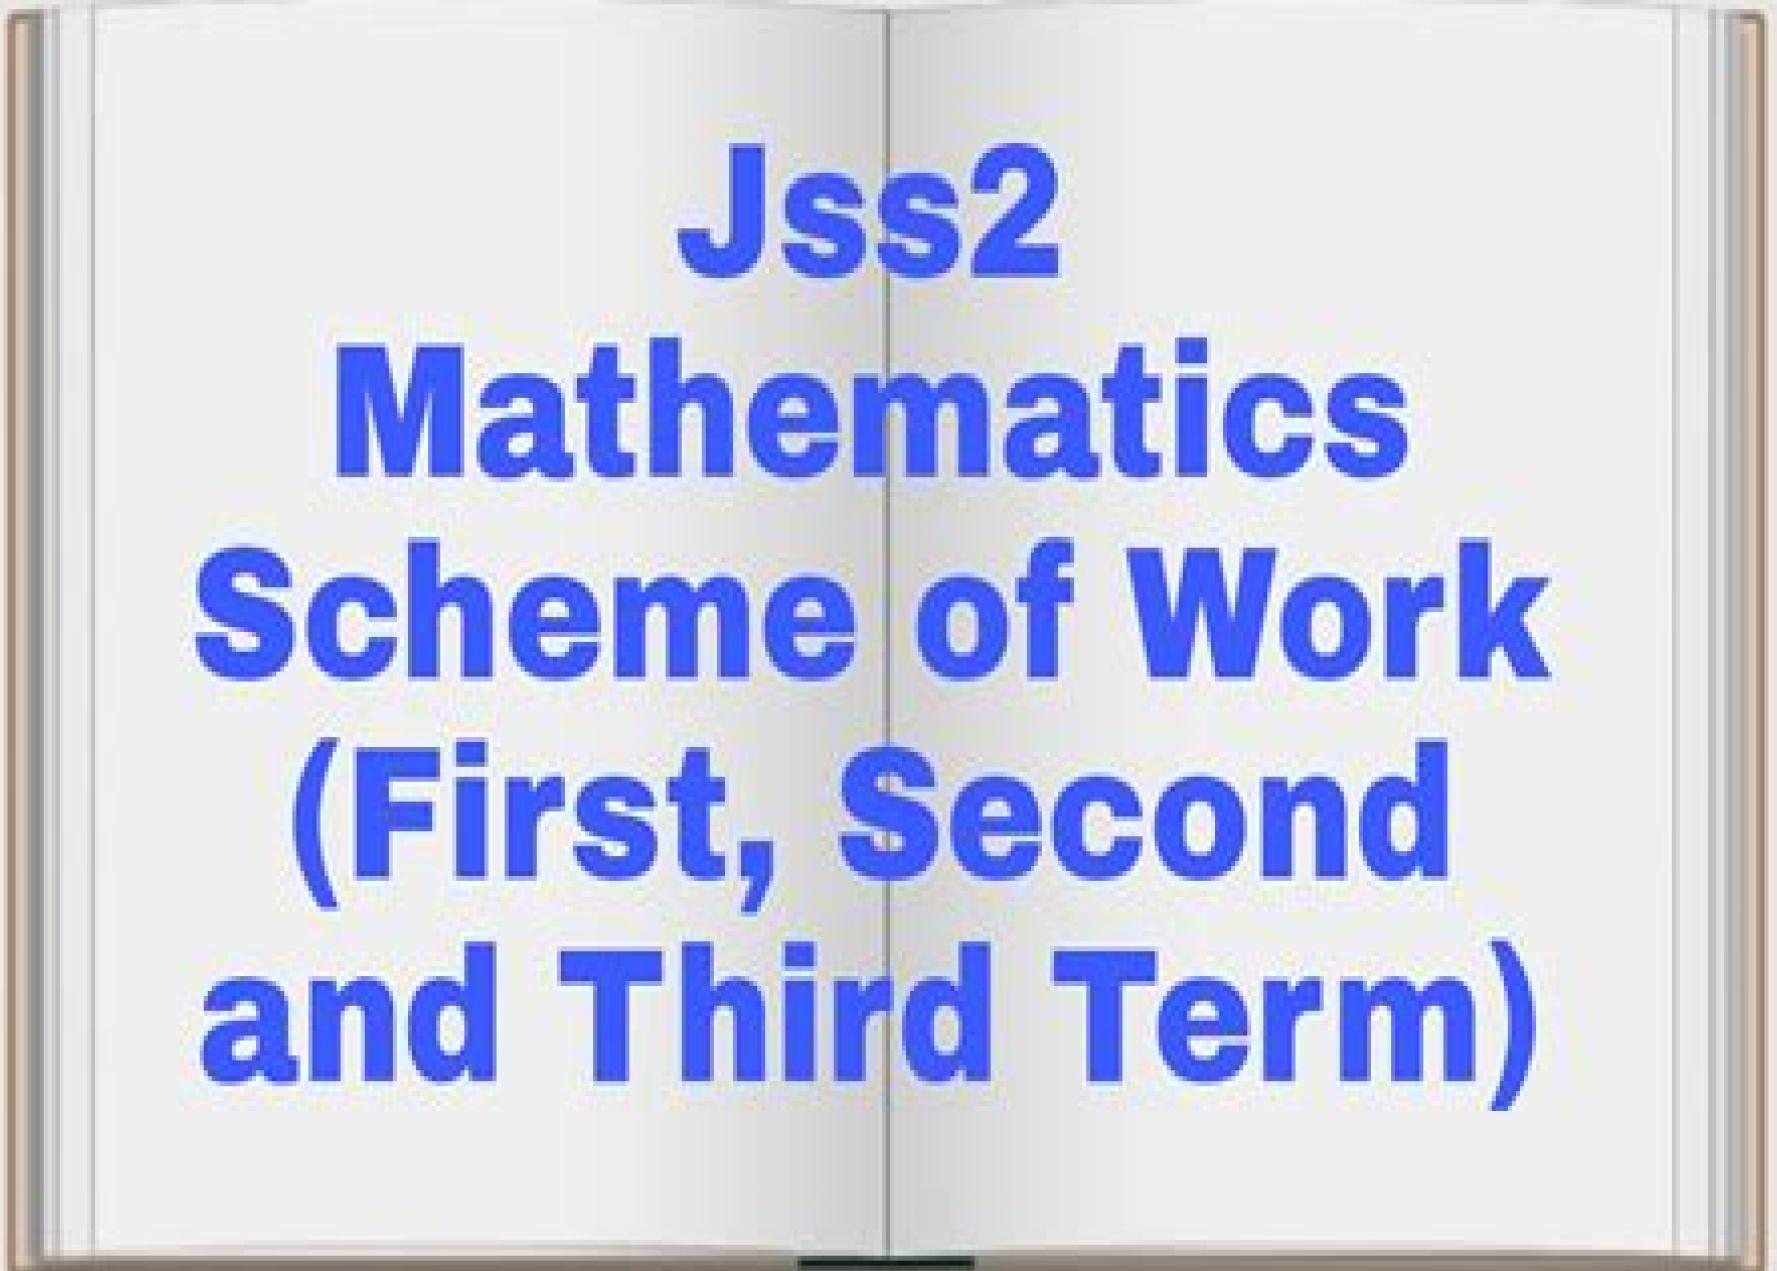 Jss2
Mathematics
Scheme of Work
(First, Second
and Third Term)